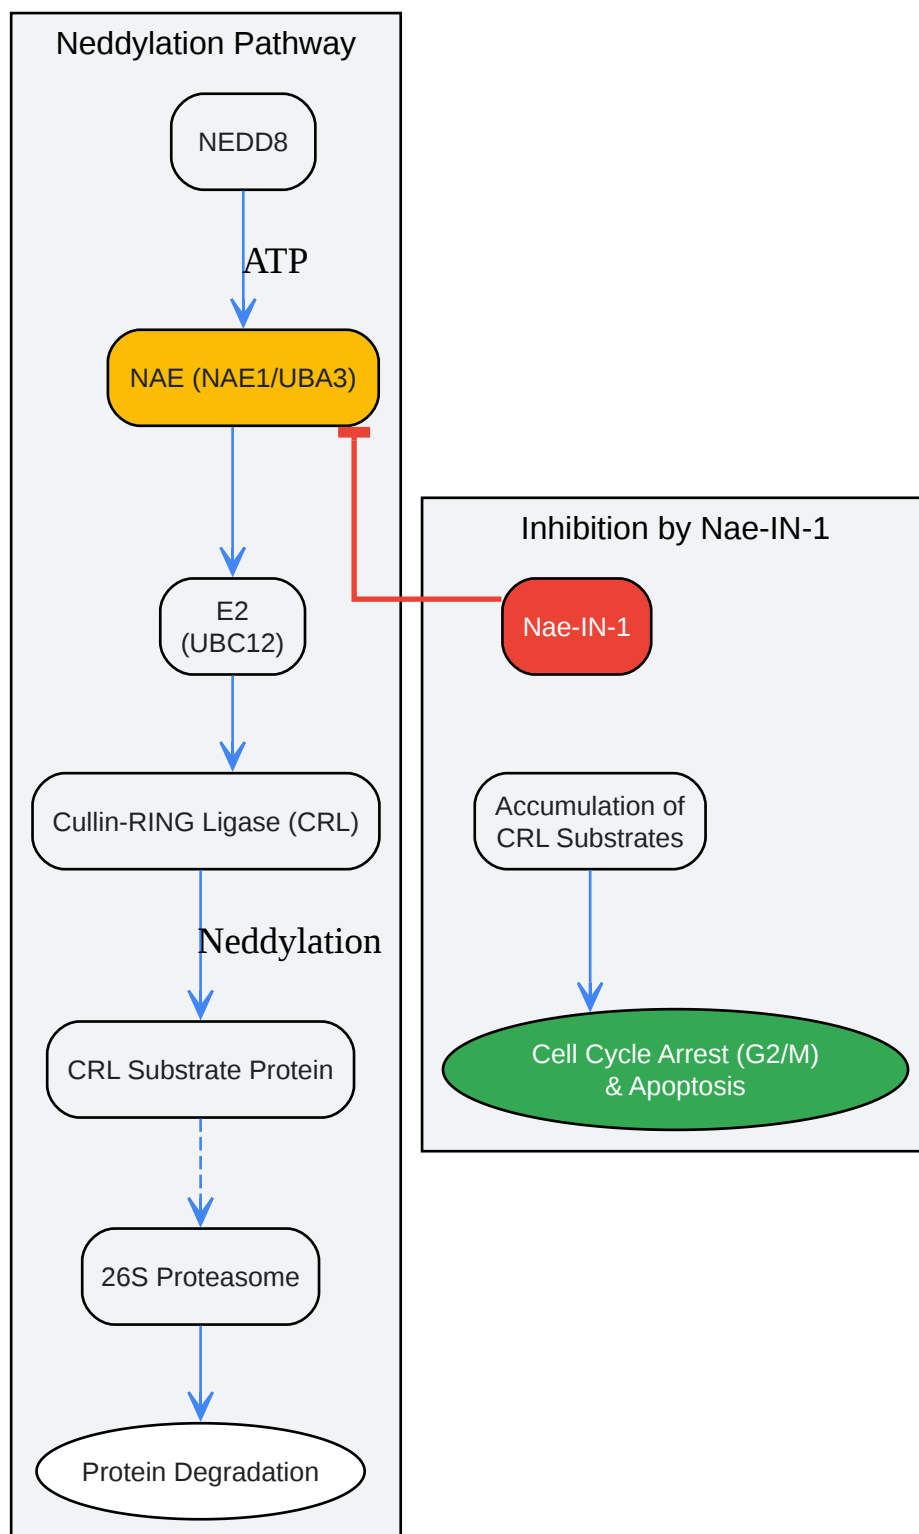 Neddylation Pathway
NEDD8
ATP
NAE (NAE1/UBA3)
E2
(UBC12)
Cullin-RING Ligase (CRL)
Neddylation
CRL Substrate Protein
26S Proteasome
Protein Degradation
Inhibition by Nae-IN-1
Nae-IN-1
Accumulation of
CRL Substrates
Cell Cycle Arrest (G2/M)
& Apoptosis